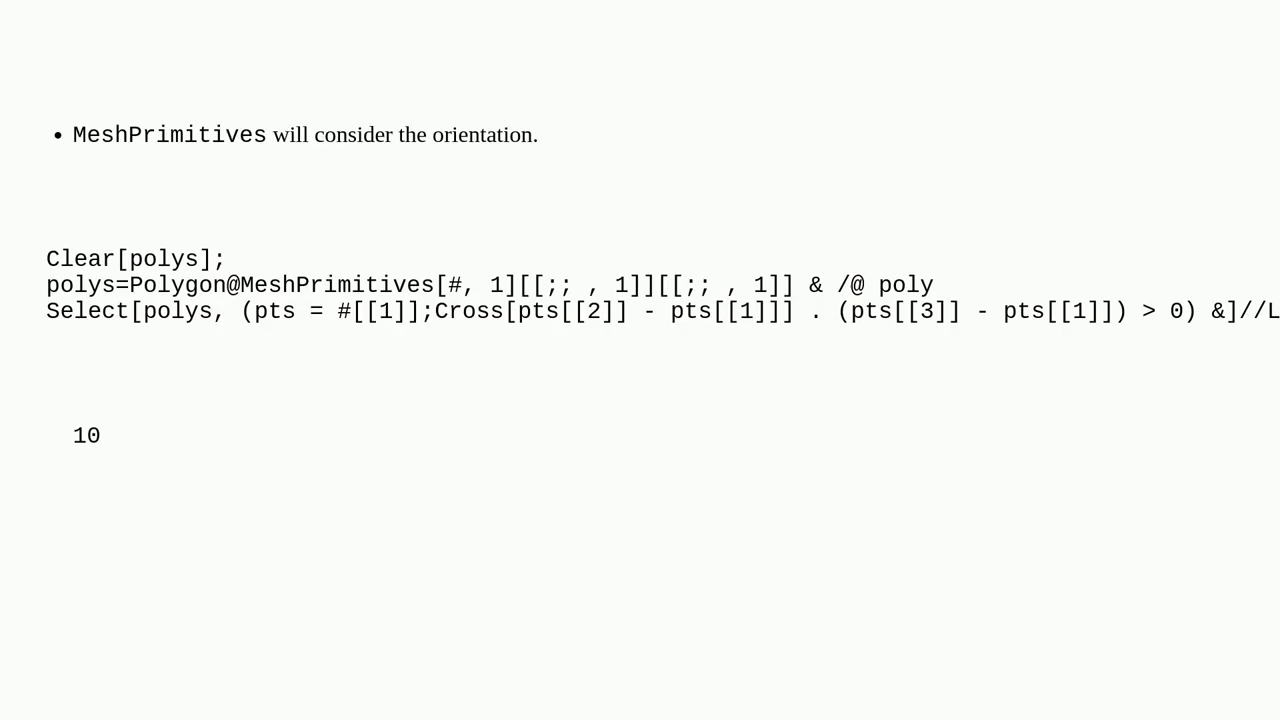 • MeshPrimitives will consider the orientation.
Clear[polys];
polys=Polygon@MeshPrimitives[#, 1][[;; , 1]][[;; , 1]] & /@ poly
Select[polys, (pts = #[[1]];Cross[pts[[2]] - pts[[1]]] . (pts[[3]] - pts[[1]]) > 0) &]//L
10